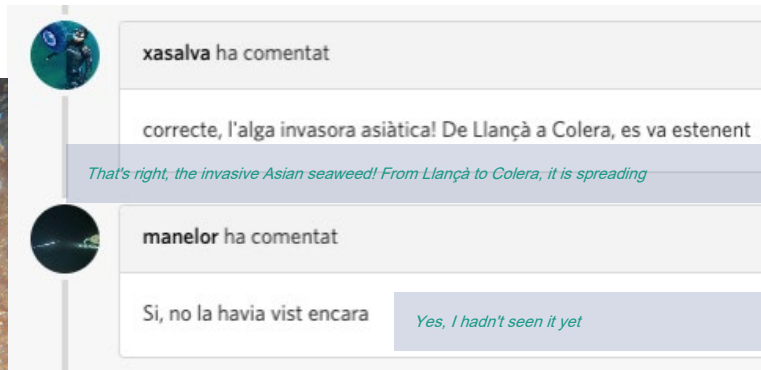 xasalva ha comentat
correcte, l'alga invasora asiàtica! De Llançà a Colera, es va estenent
That's right, the invasive Asian seaweed! From Llançà to Colera, it is spreading
manelor ha comentat
Si, no la havia vist encara
Yes, I hadn't seen it yet